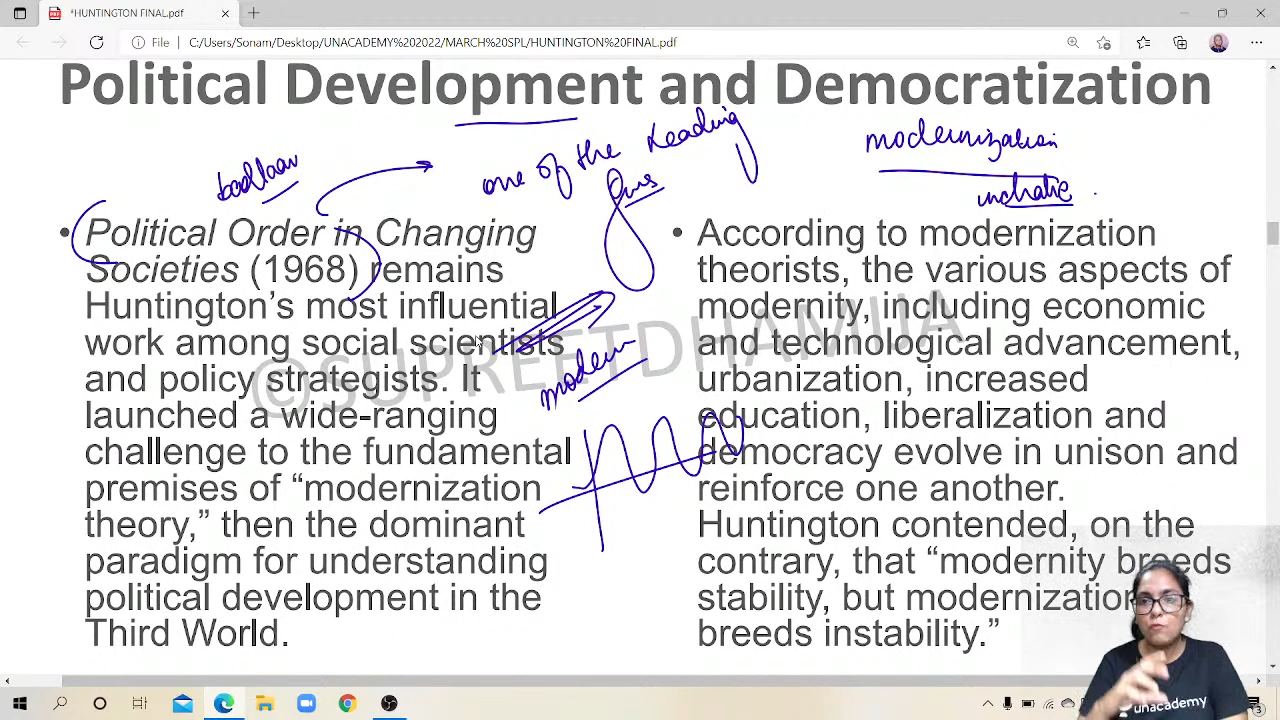 *HUNTINGTON FINAL.pdf
File
C:/Users/Sonam/Desktop/UNACADEMY%202022/MARCH%20SPL/HUNTINGTON%20FINAL.pdf
Political Development and Democratization
one of the Leading
modernization
• Political Order in Changing
Societies (1968) remains
Huntington’s most influential
work among social scientists
and policy strategists. It
launched a wide-ranging
challenge to the fundamental
premises of “modernization
theory,” then the dominant
paradigm for understanding
political development in the
Third World.
modern
• According to modernization
theorists, the various aspects of
modernity, including economic
and technological advancement,
urbanization, increased
education, liberalization and
democracy evolve in unison and
reinforce one another.
Huntington contended, on the
contrary, that “modernity breeds
stability, but modernization
breeds instability.”
©SUPREETDHAMIJA
unacademy
3